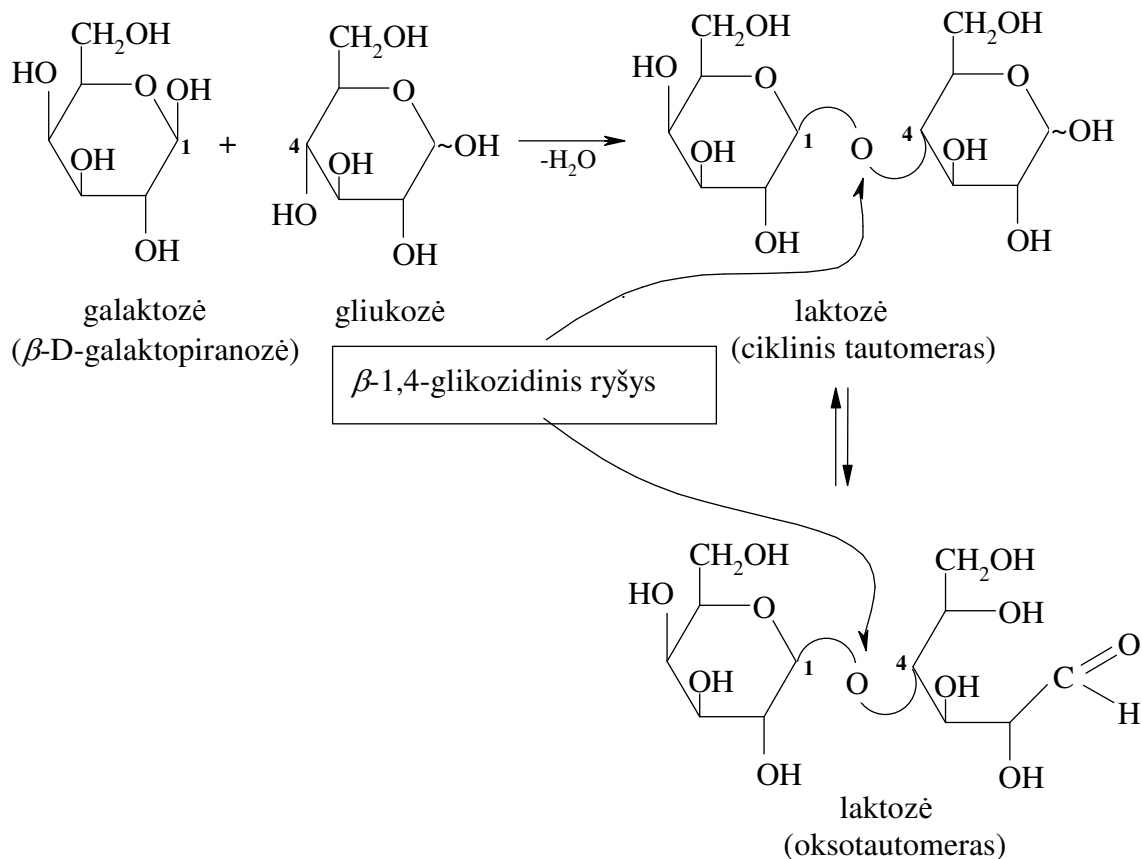 CH2OH
HO
O
OH
OH
1
OH
+
CH2OH
O
4
OH
~OH
HO
OH
-H2O
CH2OH
HO
O
OH
1
OH
O
CH2OH
O
4
OH
~OH
OH
galaktozė
(β-D-galaktopiranozė)
gliukozė
laktozė
(ciklinis tautomeras)
β-1,4-glikozidinis ryšys
CH2OH
HO
O
OH
1
OH
O
CH2OH
OH
4
OH
C
O
H
OH
laktozė
(oksotautomeras)